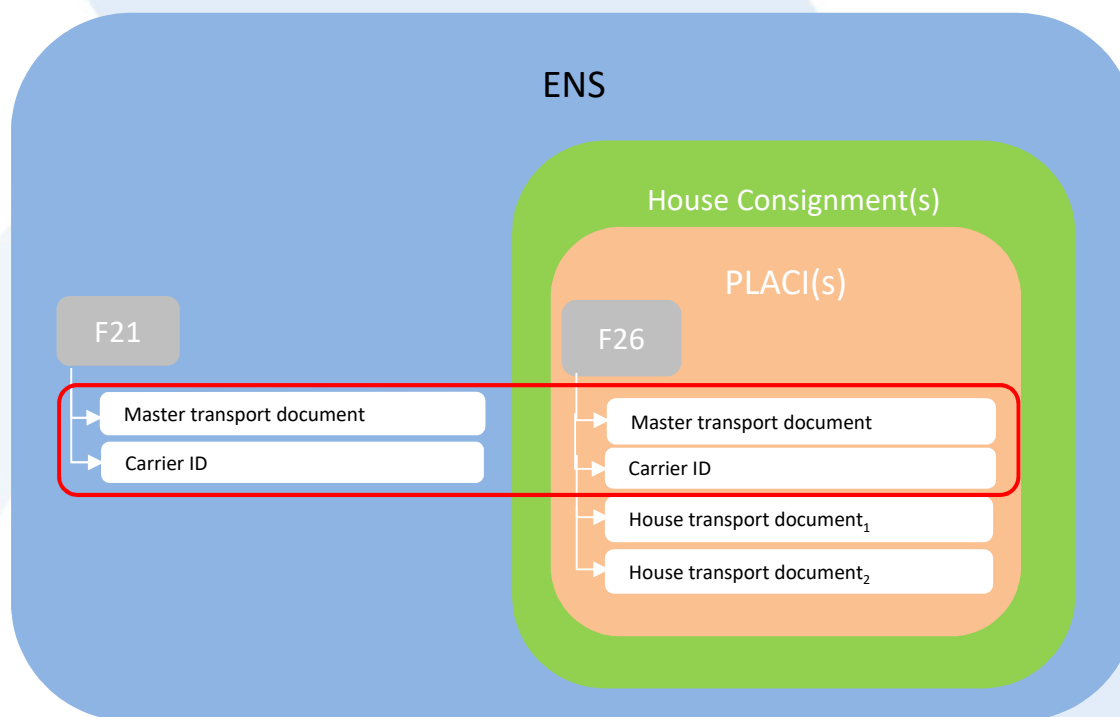 ENS
House Consignment(s)
PLACI(s)
F21
Master transport document
Carrier ID
F26
Master transport document
Carrier ID
House transport document₁
House transport document₂